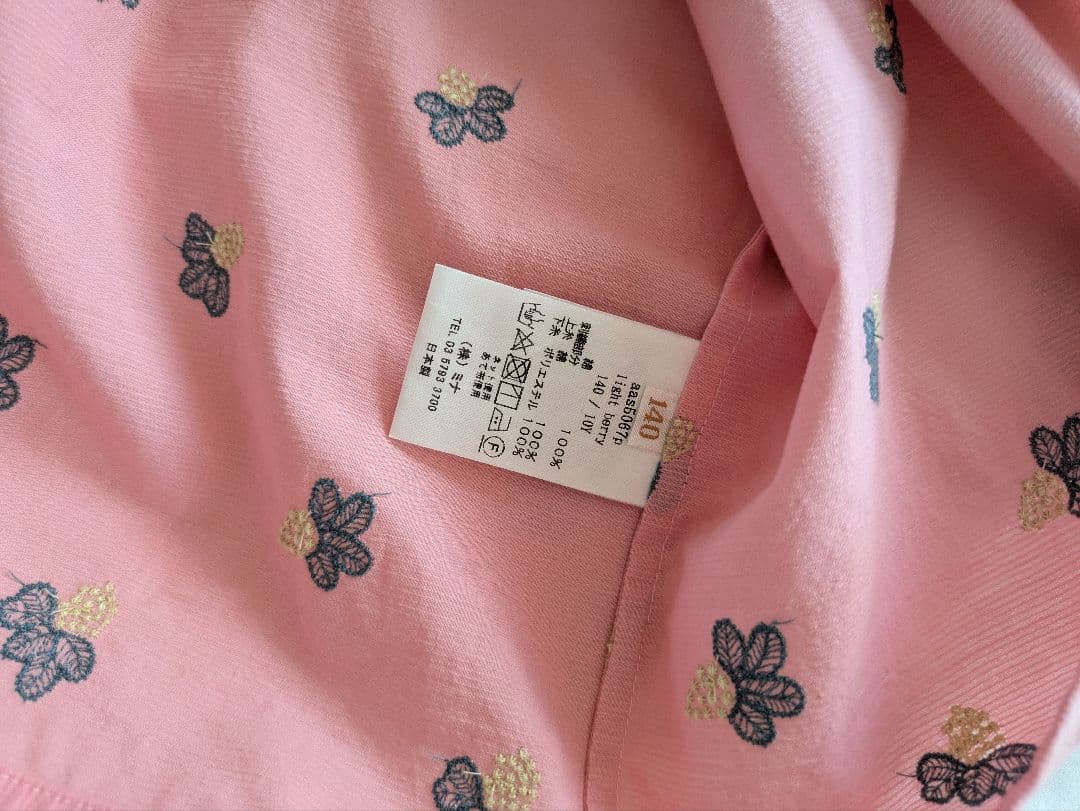 140
aas5067p
light berry
140 / 10Y
綿 100%
刺繍部分
上糸 綿 100%
下糸 ポリエステル 100%
F
ネット使用
あて布使用
(株) ミナ
TEL 03 5793 3700
日本製